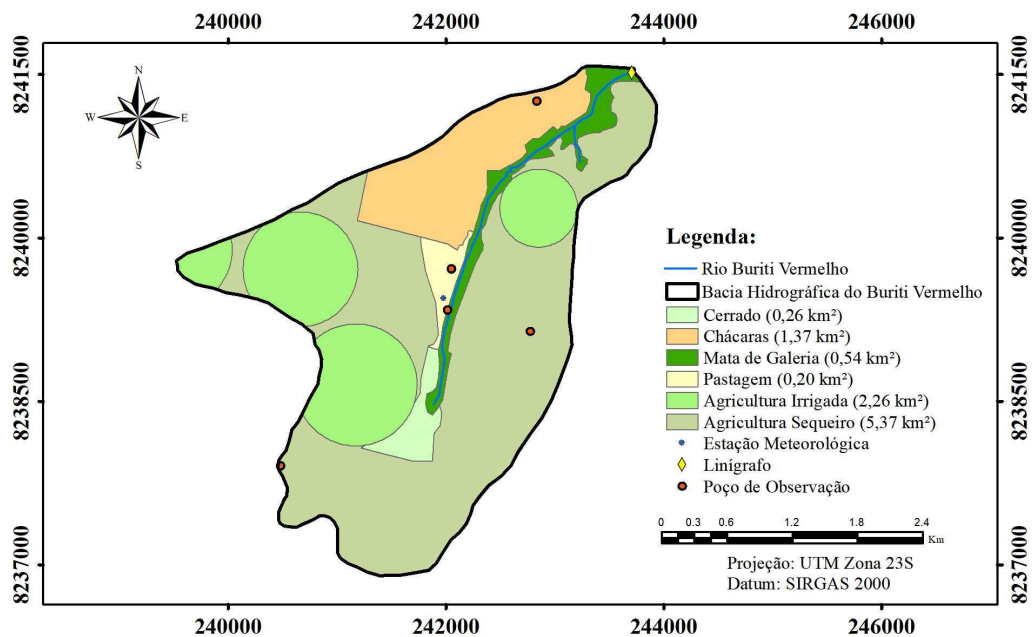 240000 242000 244000 246000
8241500 8241500
N
W E
S
8240000 8240000
Legenda:
Rio Buriti Vermelho
Bacia Hidrográfica do Buriti Vermelho
Cerrado (0,26 km²)
Chácaras (1,37 km²)
Mata de Galeria (0,54 km²)
Pastagem (0,20 km²)
Agricultura Irrigada (2,26 km²)
Agricultura Sequeiro (5,37 km²)
Estação Meteorológica
Linígrafo
Poço de Observação
8238500 8238500
0 0.3 0.6 1.2 1.8 2.4
Km
Projeção: UTM Zona 23S
Datum: SIRGAS 2000
8237000 8237000
240000 242000 244000 246000